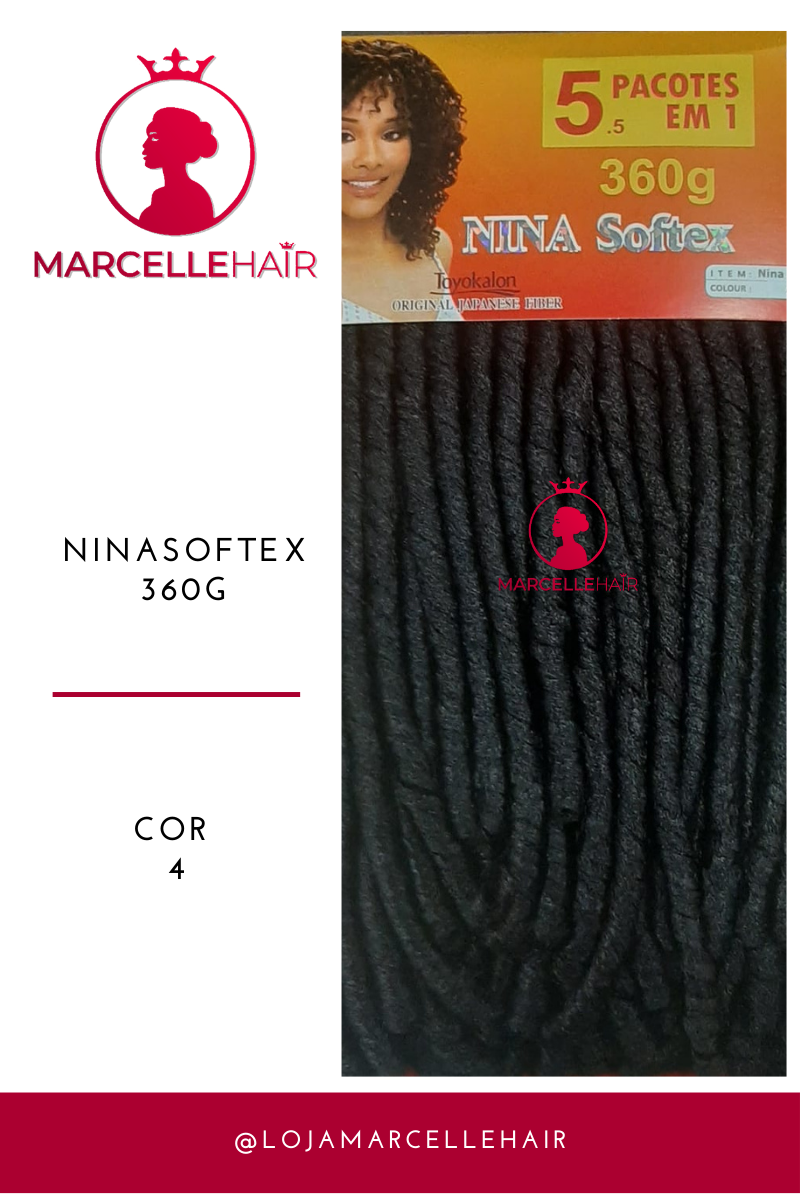 MARCELLEHAIR
5.5 PACOTES
EM 1
360g
NINA Softex
Toyokalon
ORIGINAL JAPANESE FIBER
ITEM: Nina
COLOUR :
MARCELLEHAIR
NINASOFTEX
360G
COR
4
@LOJAMARCELLEHAIR